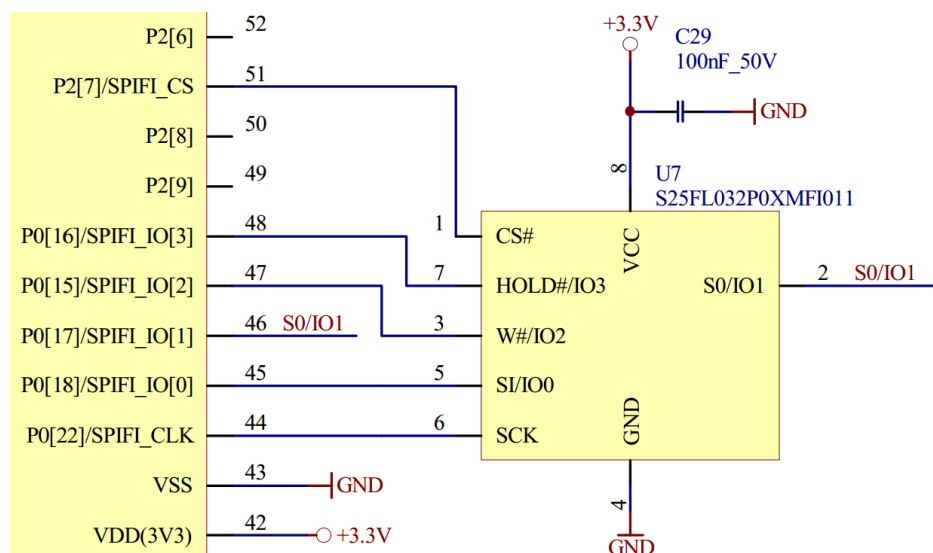 P2[6]
52
P2[7]/SPIFI_CS
51
P2[8]
50
P2[9]
49
P0[16]/SPIFI_IO[3]
48
P0[15]/SPIFI_IO[2]
47
P0[17]/SPIFI_IO[1]
46
S0/IO1
P0[18]/SPIFI_IO[0]
45
P0[22]/SPIFI_CLK
44
VSS
43
GND
VDD(3V3)
42
+3.3V
+3.3V
C29
100nF_50V
GND
8
U7
S25FL032P0XMFI011
1
CS#
VCC
7
HOLD#/IO3
S0/IO1
2
S0/IO1
3
W#/IO2
5
SI/IO0
6
SCK
GND
4
GND